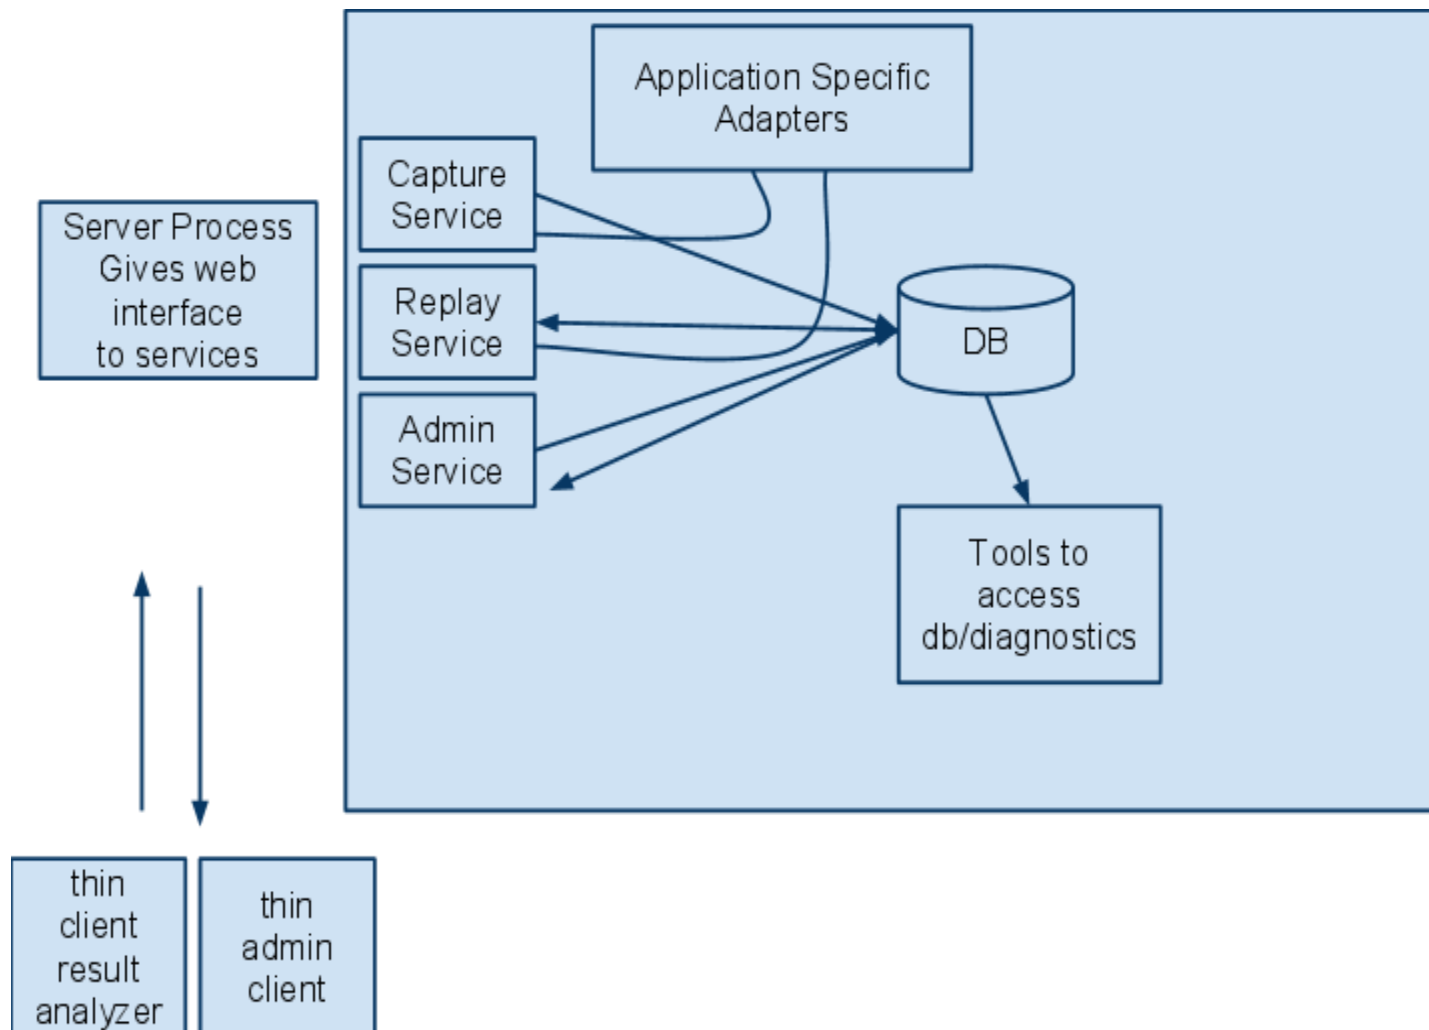 Application Specific
Adapters
Capture
Service
Server Process
Gives web
interface
to services
Replay
Service
DB
Admin
Service
Tools to
access
db/diagnostics
thin
client
result
analyzer
thin
admin
client